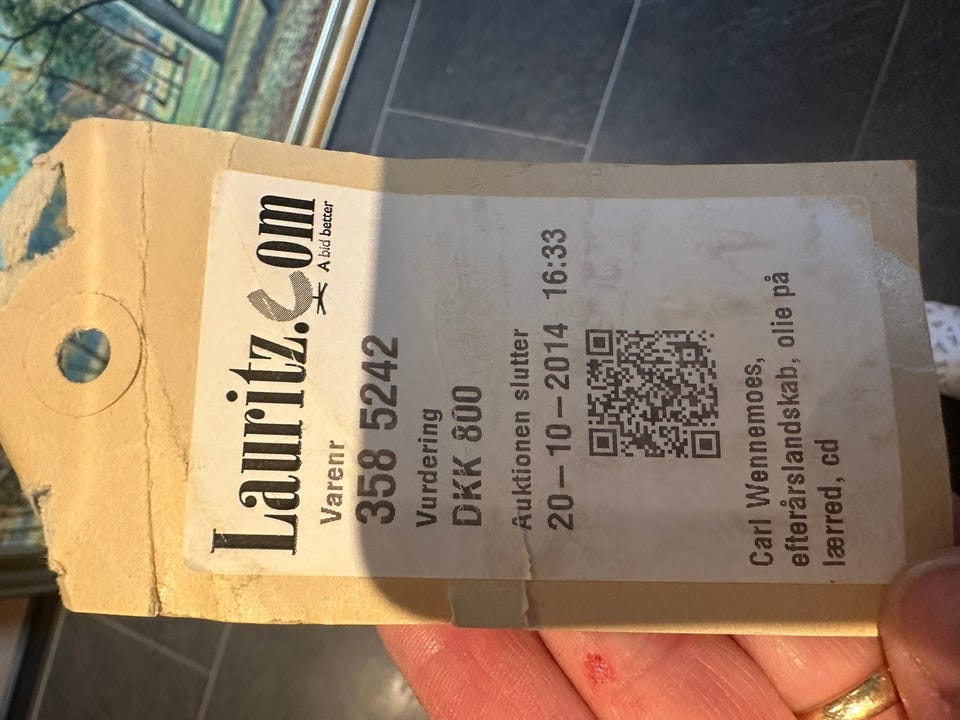 Lauritz.com
A bid better
Varenr
358 5242
Vurdering
DKK 800
Auktionen slutter
20-10-2014 16:33
Carl Wennemoes,
efterårslandskab, olie på
lærred, cd